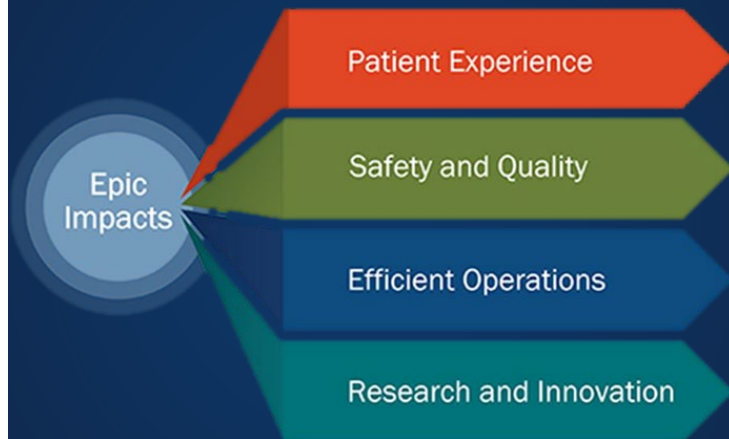 Epic
Impacts
Patient Experience
Safety and Quality
Efficient Operations
Research and Innovation